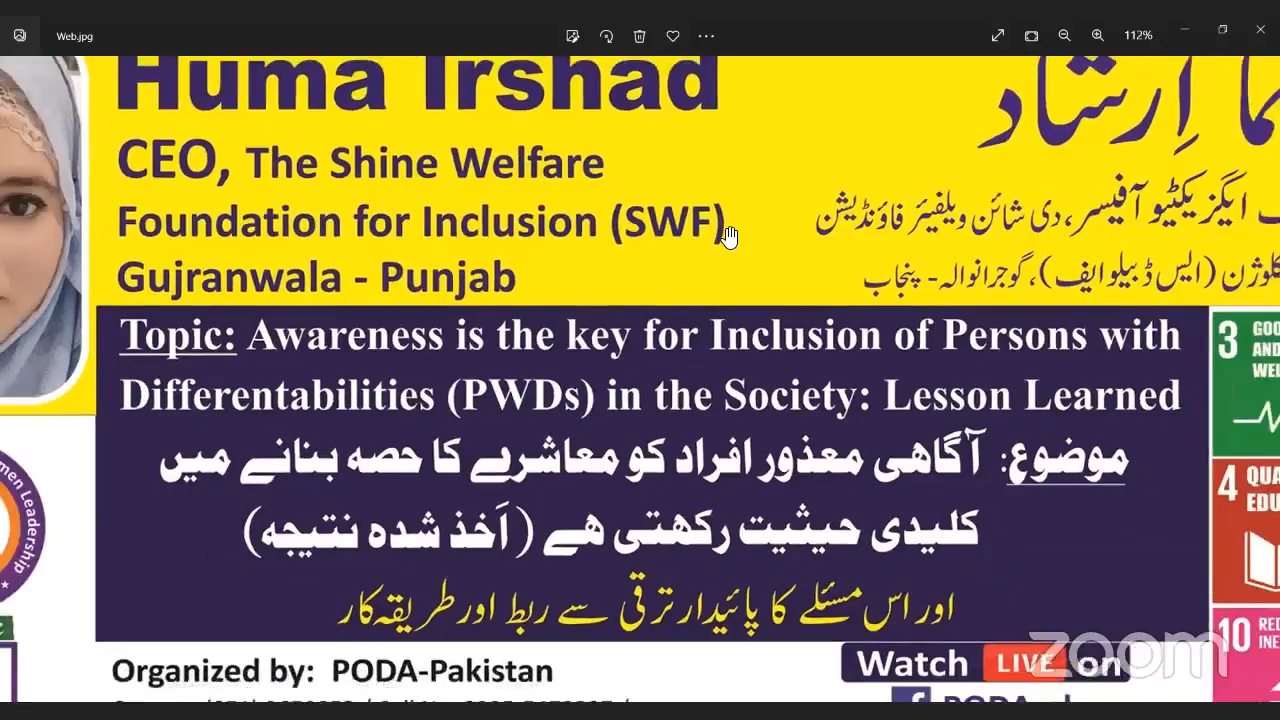 Web.jpg
112%
Huma Irshad
CEO, The Shine Welfare
Foundation for Inclusion (SWF)
Gujranwala - Punjab
اِرشاد
ایگزیکٹیو آفیسر، دی شائن ویلفیئر فاؤنڈیشن
(ایس ڈبیلو ایف)، گوجرانوالہ - پنجاب
Topic: Awareness is the key for Inclusion of Persons with
Differentabilities (PWDs) in the Society: Lesson Learned
موضوع: آگاهی معذور افراد کو معاشرے کا حصہ بنانے میں
کلیدی حیثیت رکھتی هے (اَخذ شدہ نتیجہ)
اور اس مسئلے کا پائیدار ترقی سے ربط اور طریقہ کار
Leadership
3
4
10
Organized by: PODA-Pakistan
Watch LIVE on
zoom